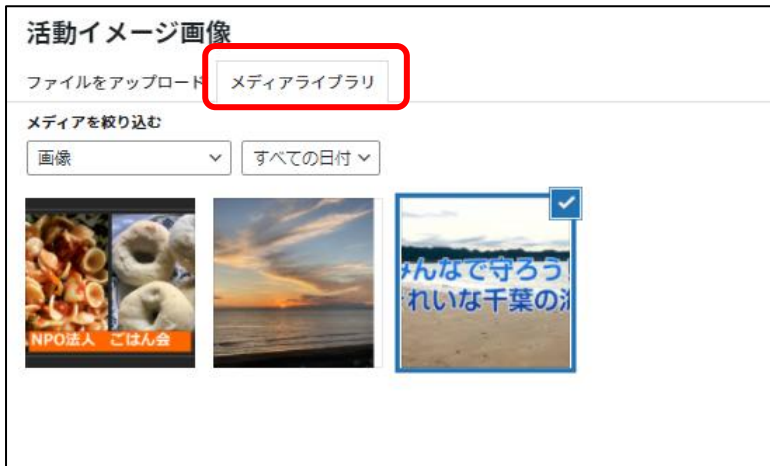 活動イメージ画像
ファイルをアップロード
メディアライブラリ
メディアを絞り込む
画像
すべての日付
NPO法人 ごはん会
みんなで守ろう
れいな千葉の海